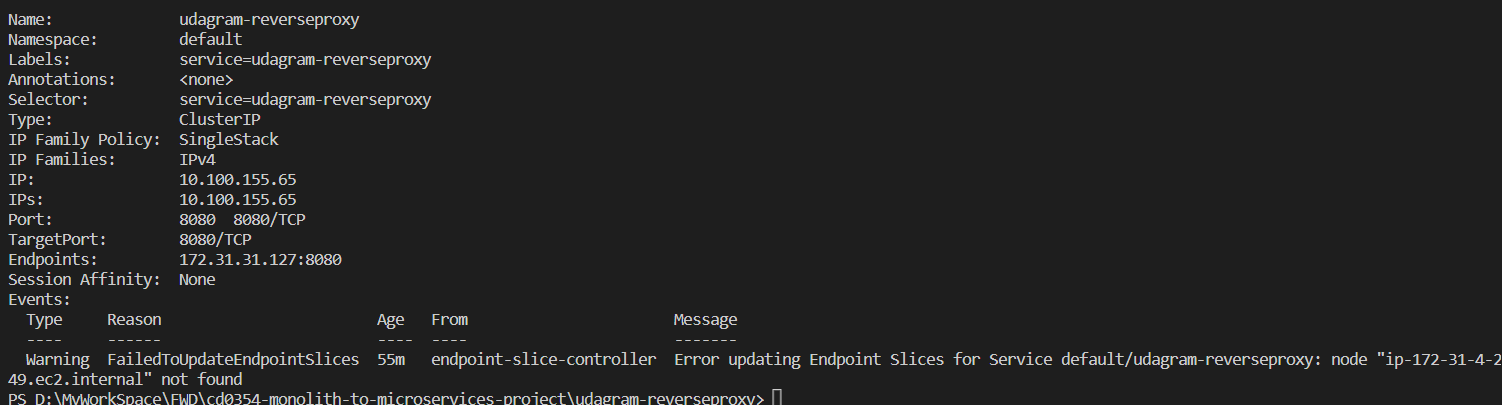 Name:              udagram-reverseproxy
Namespace:         default
Labels:            service=udagram-reverseproxy
Annotations:       <none>
Selector:          service=udagram-reverseproxy
Type:              ClusterIP
IP Family Policy:  SingleStack
IP Families:       IPv4
IP:                10.100.155.65
IPs:               10.100.155.65
Port:              8080  8080/TCP
TargetPort:        8080/TCP
Endpoints:         172.31.31.127:8080
Session Affinity:  None
Events:
  Type     Reason                        Age   From                       Message
  ----     ------                        ----  ----                       -------
  Warning  FailedToUpdateEndpointSlices  55m   endpoint-slice-controller  Error updating Endpoint Slices for Service default/udagram-reverseproxy: node "ip-172-31-4-2
49.ec2.internal" not found
PS D:\MyWorkSpace\FWD\cd0354-monolith-to-microservices-project\udagram-reverseproxy>